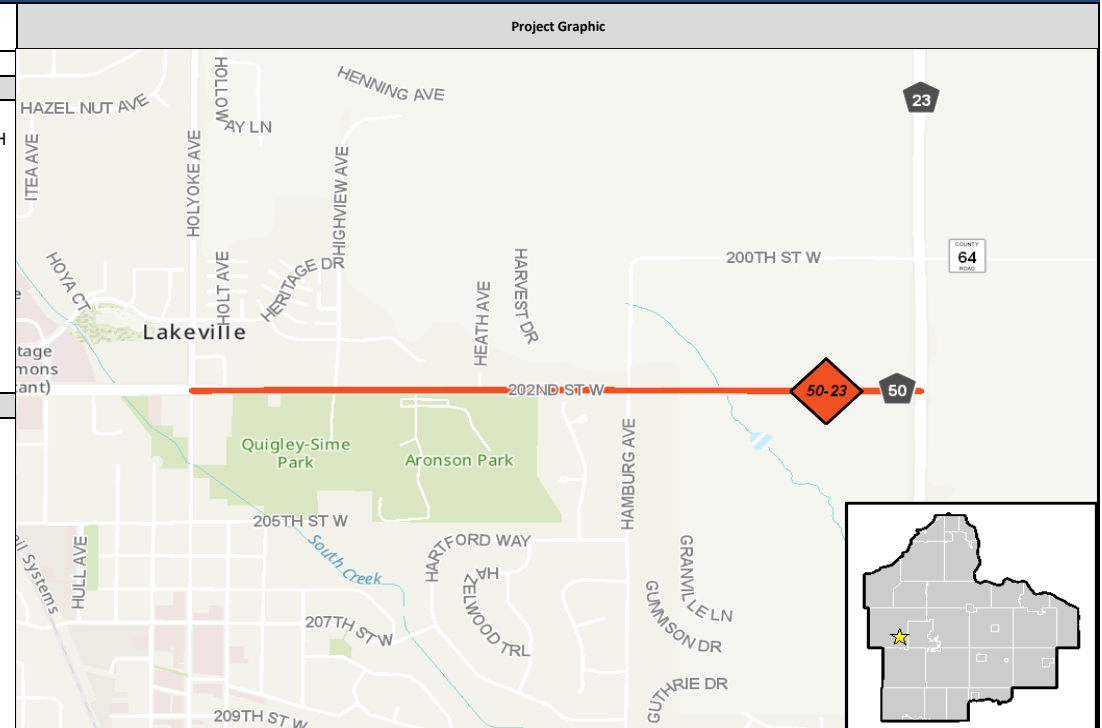 Project Graphic
H
HENNING AVE
HOLLOW
AY LN
HAZEL NUT AVE
23
ITEA AVE
HOLYOKE AVE
HIGHVIEW AVE
HOYA CT
HOLT AVE
HERITAGE DR
HARVEST DR
200TH ST W
COUNTY
64
ROAD
HEATH AVE
Lakeville
tage
mons
cant)
202ND ST W
50-23
50
Quigley-Sime
Park
Aronson Park
HAMBURG AVE
205TH ST W
South Creek
HARTFORD WAY
HULL AVE
il Systems
HA
ZELWOOD TRL
GRANVILLE LN
GUNNISON DR
207TH ST W
GUTHRIE DR
209TH ST W